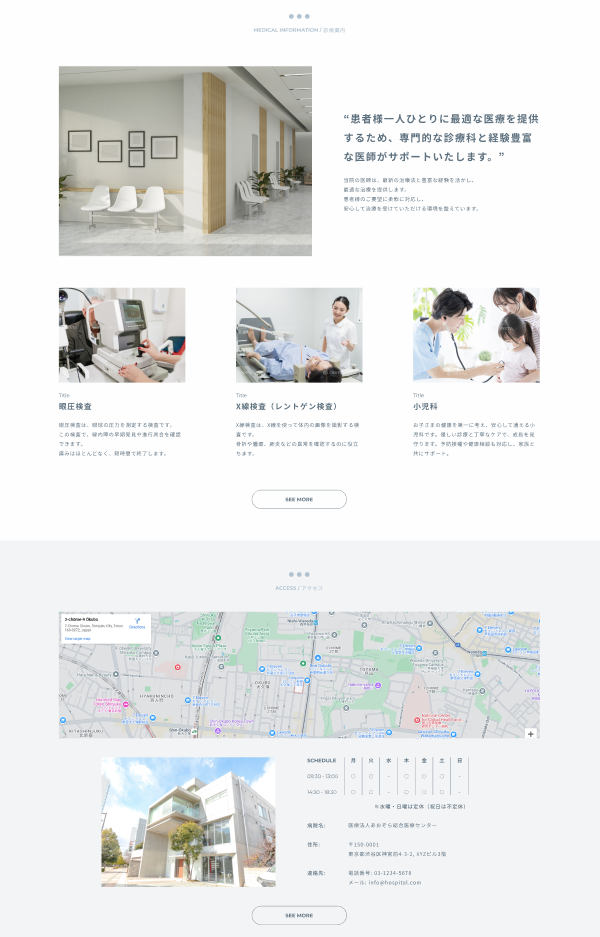 MEDICAL INFORMATION / 診療案内
“患者様一人ひとりに最適な医療を提供
するため、専門的な診療科と経験豊富
な医師がサポートいたします。”
当院の医師は、最新の治療法と豊富な経験を活かし、
最適な治療を提供します。
患者様のご要望に柔軟に対応し、
安心して治療を受けていただける環境を整えています。
Title
眼圧検査
眼圧検査は、眼球の圧力を測定する検査です。
この検査で、緑内障の早期発見や進行具合を確認
できます。
痛みはほとんどなく、短時間で終了します。
Title
X線検査（レントゲン検査）
X線検査は、X線を使って体内の画像を撮影する検
査です。
骨折や腫瘍、肺炎などの異常を確認するのに役立
ちます。
Title
小児科
お子さまの健康を第一に考え、安心して通える小
児科です。優しい診療と丁寧なケアで、成長を見
守ります。予防接種や健康相談も対応し、家族と
共にサポート。
SEE MORE
ACCESS / アクセス
2-chōme-4 Ōkubo
Directions
View larger map
HYAKUNINCHO
OKUBO
TOYAMA
+
SCHEDULE 月 火 水 木 金 土 日
09:30 - 13:00 ○ ○ - ○ ○ ○ -
14:30 - 18:30 ○ ○ - ○ ○ ○ -
※水曜・日曜は定休（祝日は不定休）
病院名: 医療法人あおぞら総合医療センター
住所: 〒150-0001
東京都渋谷区神宮前4-3-2, XYZビル3階
連絡先: 電話番号: 03-1234-5678
メール: info@hospital.com
SEE MORE